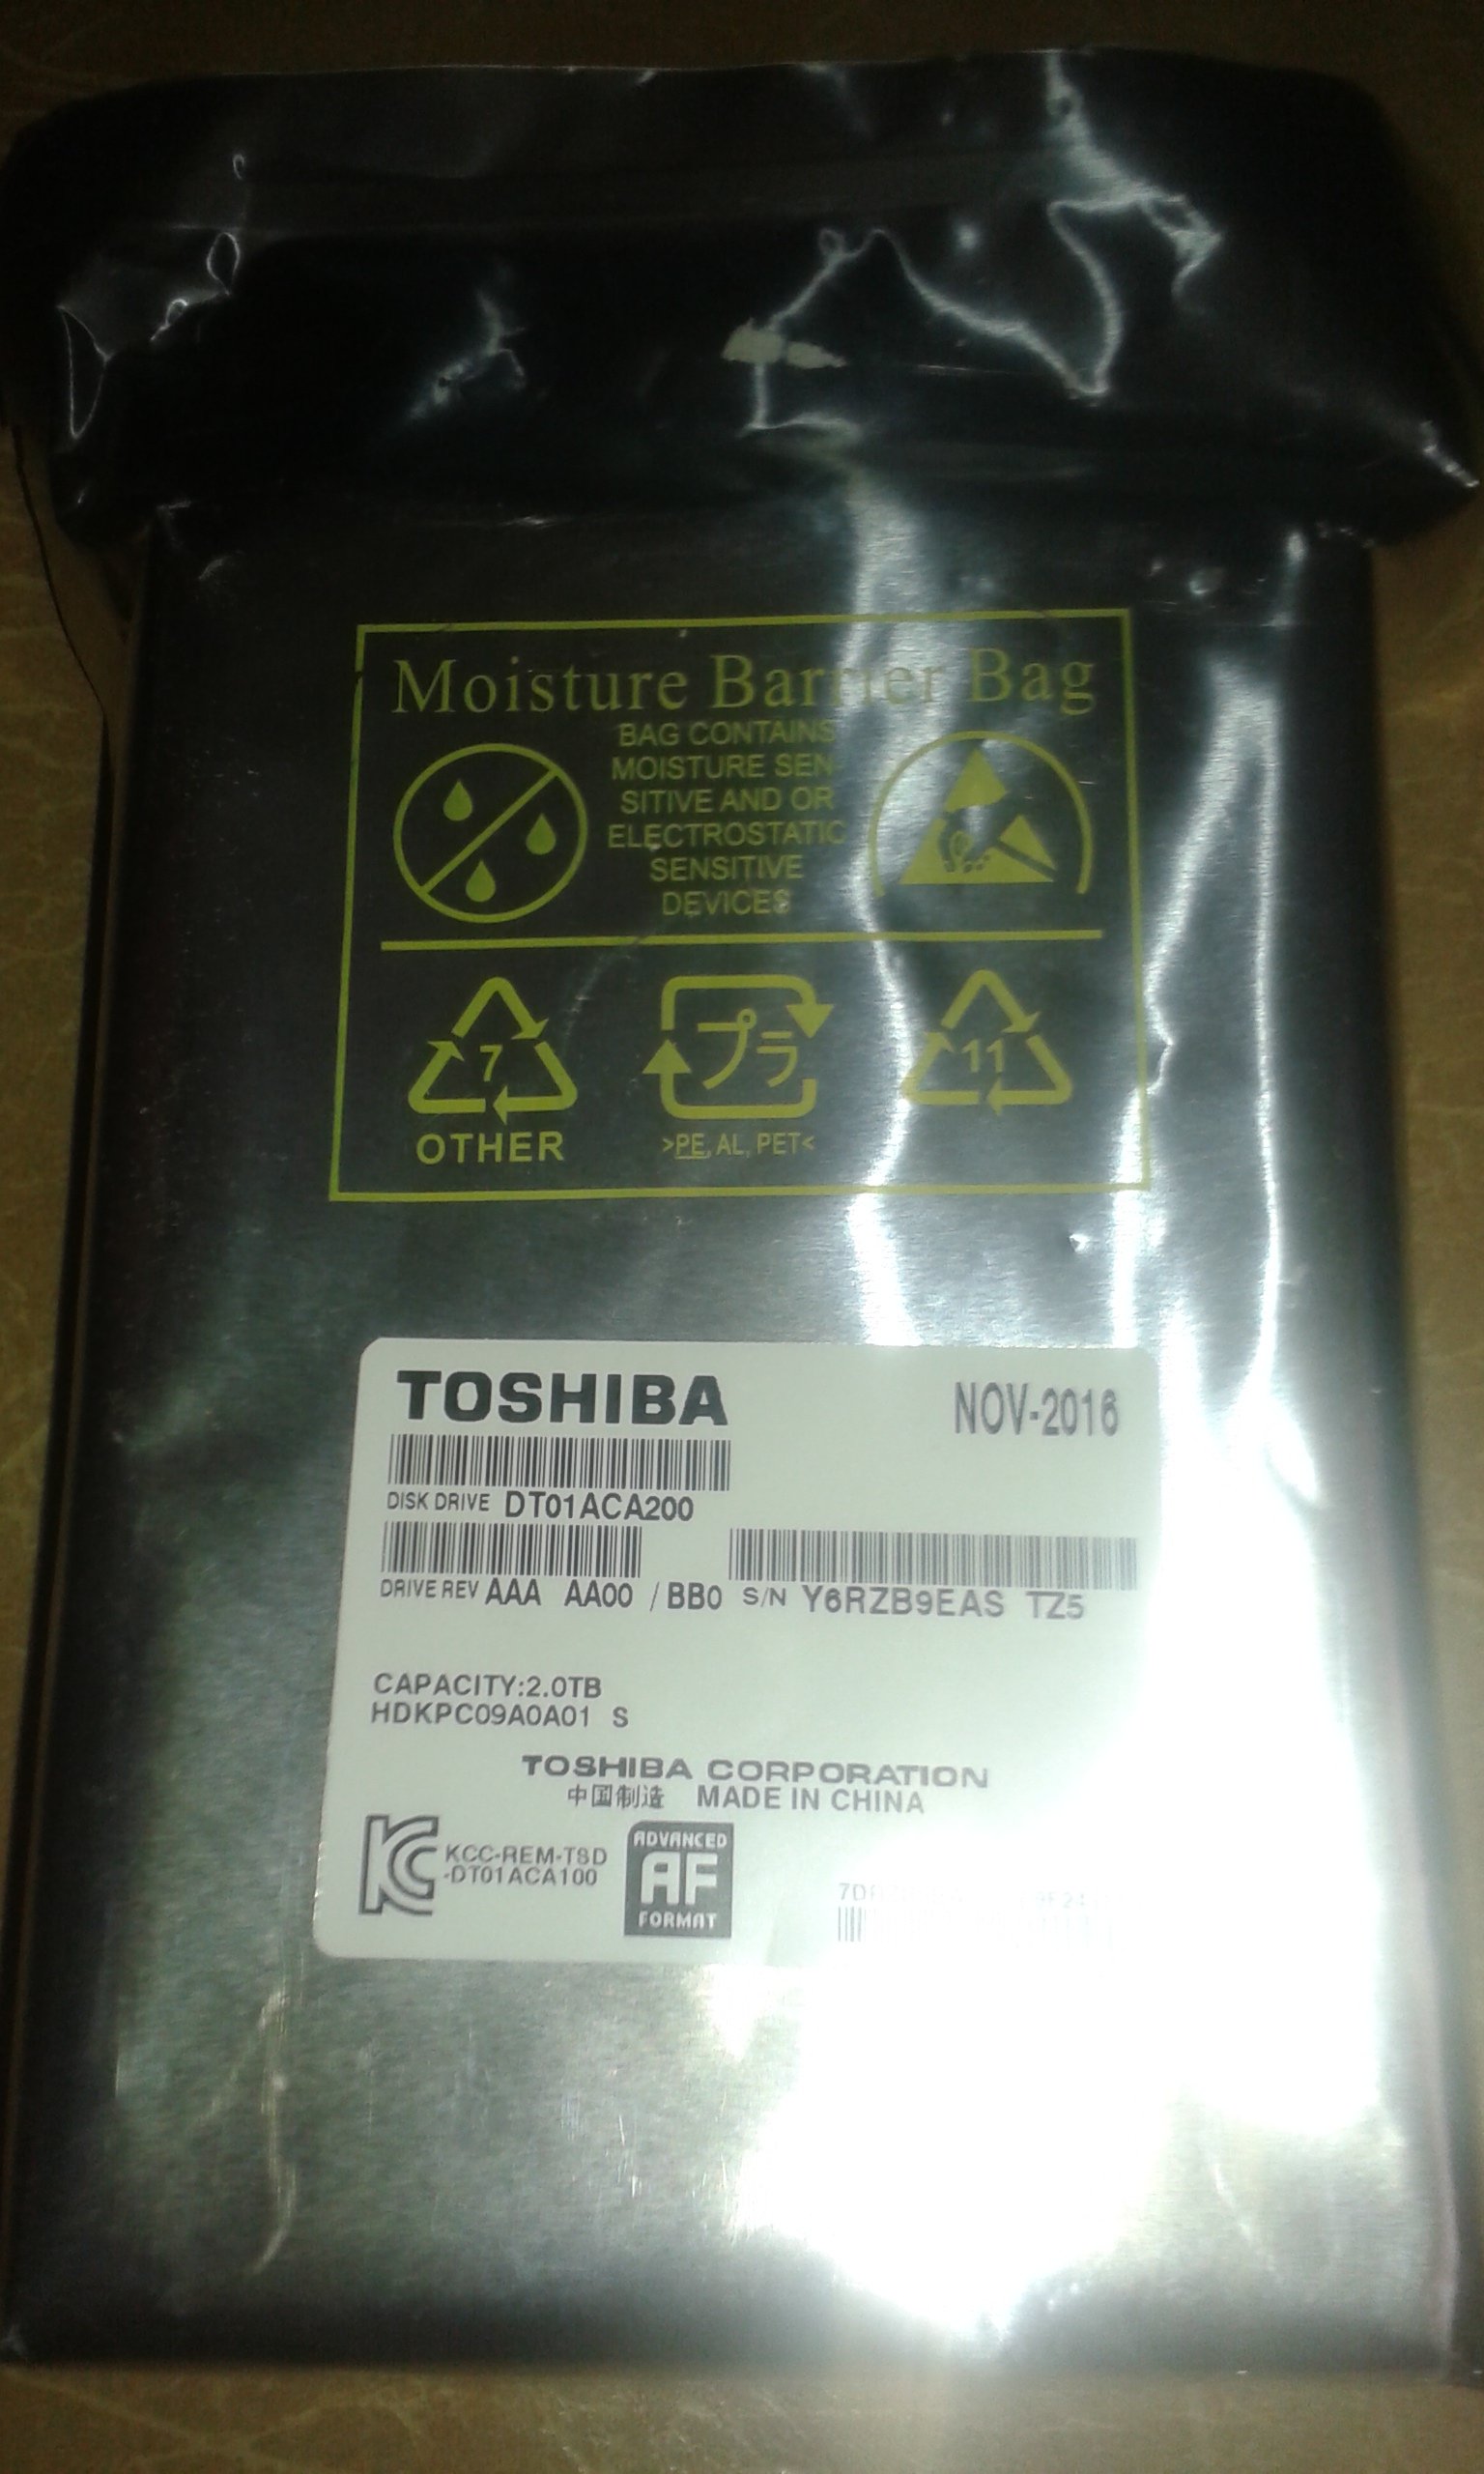 Moisture Barrier Bag
BAG CONTAINS
MOISTURE SEN-
SITIVE AND OR
ELECTROSTATIC
SENSITIVE
DEVICES
7
プラ
11
OTHER
>PE, AL, PET<
TOSHIBA
NOV-2016
DISK DRIVE DT01ACA200
DRIVE REV AAA AA00 / BB0 S/N Y6RZB9EAS TZ5
CAPACITY:2.0TB
HDKPC09A0A01 S
TOSHIBA CORPORATION
中国制造 MADE IN CHINA
KCC-REM-TSD
-DT01ACA100
ADVANCED
AF
FORMAT